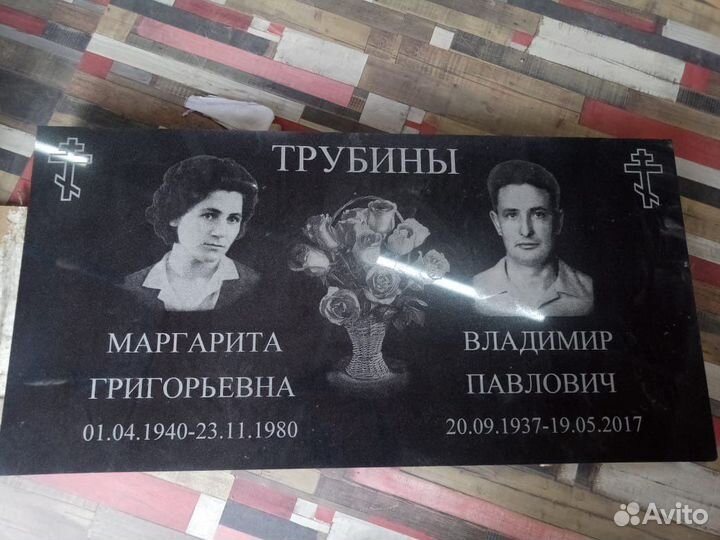 ТРУБИНЫ
МАРГАРИТА
ГРИГОРЬЕВНА
01.04.1940-23.11.1980
ВЛАДИМИР
ПАВЛОВИЧ
20.09.1937-19.05.2017
Avito